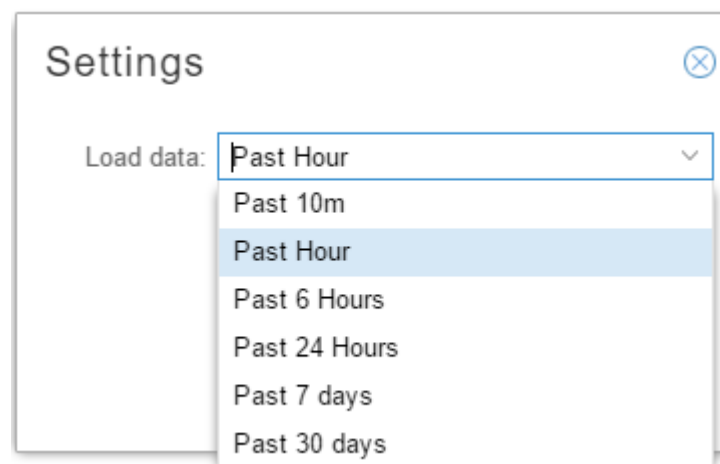 Settings
Load data: Past Hour
Past 10m
Past Hour
Past 6 Hours
Past 24 Hours
Past 7 days
Past 30 days